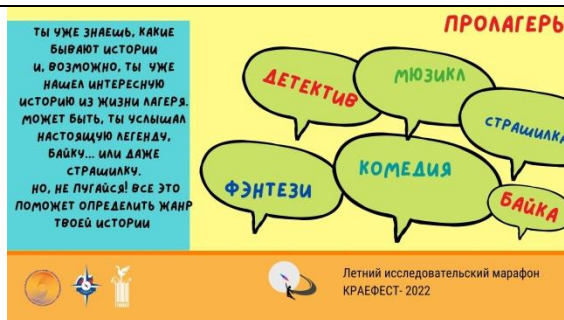 ТЫ УЖЕ ЗНАЕШЬ, КАКИЕ
БЫВАЮТ ИСТОРИИ
И, ВОЗМОЖНО, ТЫ УЖЕ
НАШЕЛ ИНТЕРЕСНУЮ
ИСТОРИЮ ИЗ ЖИЗНИ ЛАГЕРЯ.
МОЖЕТ БЫТЬ, ТЫ УСЛЫШАЛ
НАСТОЯЩУЮ ЛЕГЕНДУ,
БАЙКУ... ИЛИ ДАЖЕ
СТРАШИЛКУ.
НО, НЕ ПУГАЙСЯ! ВСЕ ЭТО
ПОМОЖЕТ ОПРЕДЕЛИТЬ ЖАНР
ТВОЕЙ ИСТОРИИ
ПРОЛАГЕРЬ
ДЕТЕКТИВ
МЮЗИКЛ
СТРАШИЛКА
ФЭНТЕЗИ
КОМЕДИЯ
БАЙКА
Летний исследовательский марафон
КРАЕФЕСТ- 2022